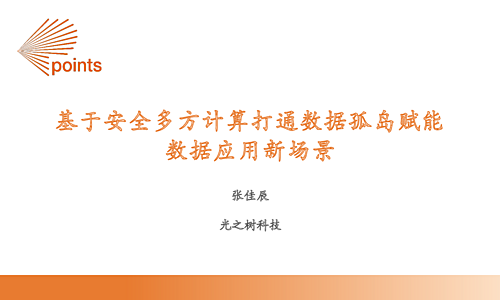 points
基于安全多方计算打通数据孤岛赋能
数据应用新场景
张佳辰
光之树科技